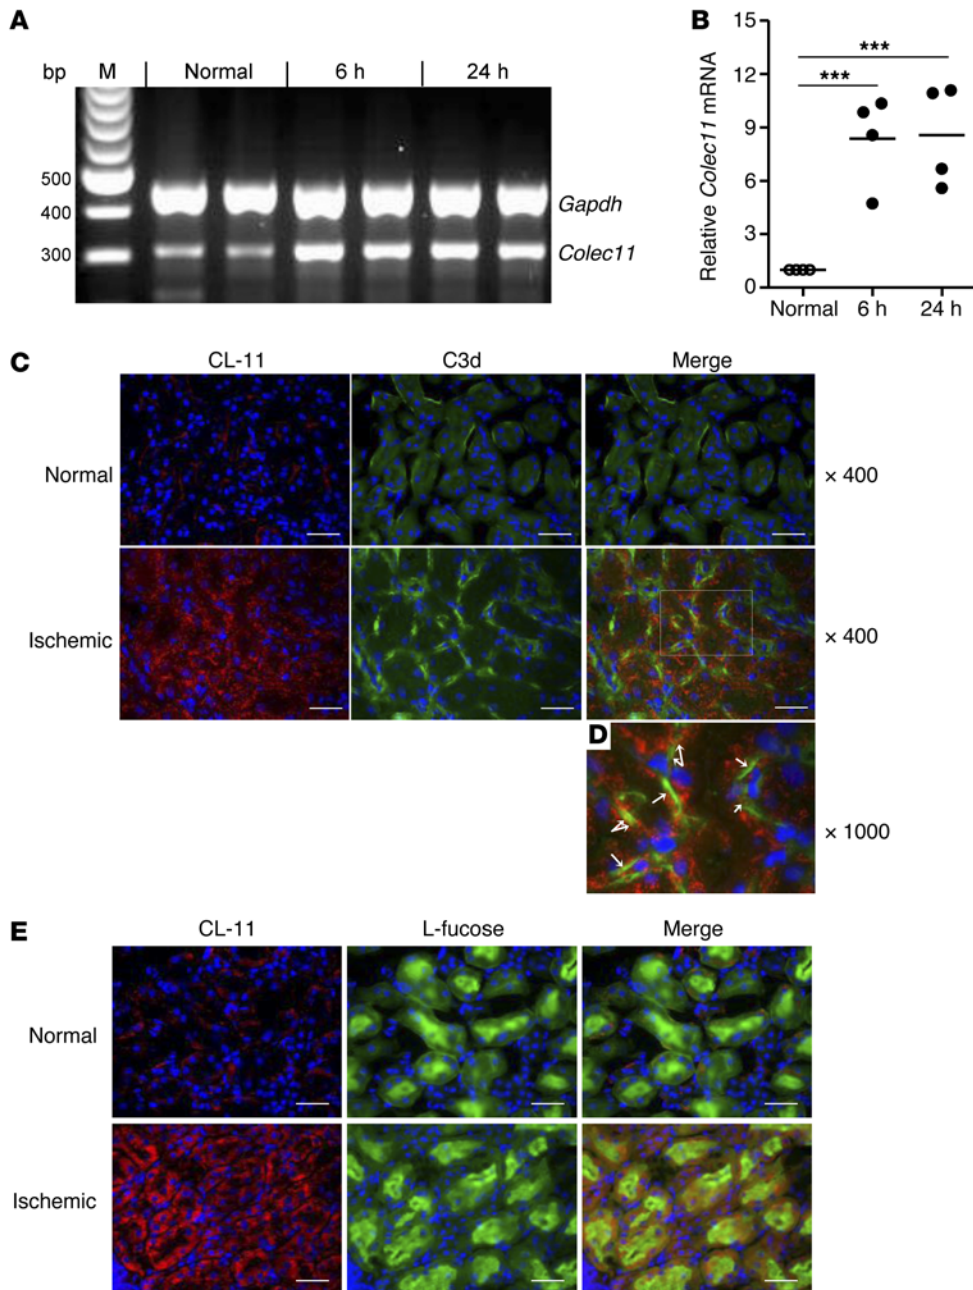 A
bp M Normal 6 h 24 h
500
400
300
Gapdh
Colec11
B
Relative Colec11 mRNA
15
12
9
6
3
0
***
***
Normal 6 h 24 h
C
CL-11 C3d Merge
Normal × 400
Ischemic × 400
D
× 1000
E
CL-11 L-fucose Merge
Normal
Ischemic